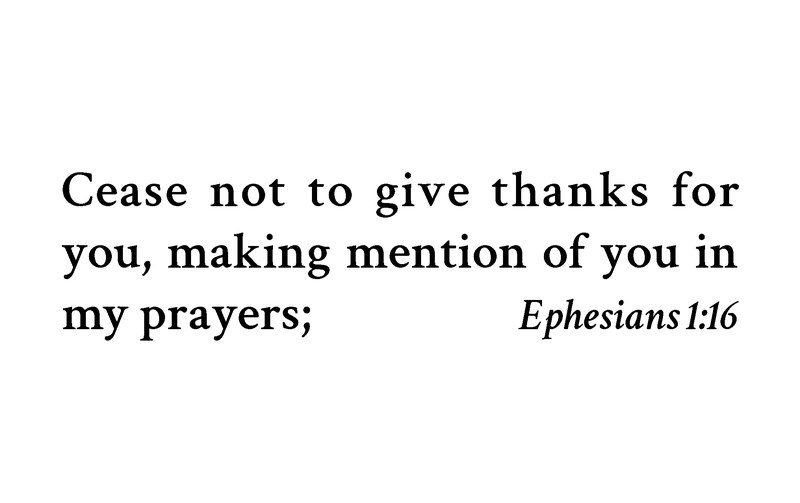 Cease not to give thanks for
you, making mention of you in
my prayers; Ephesians 1:16